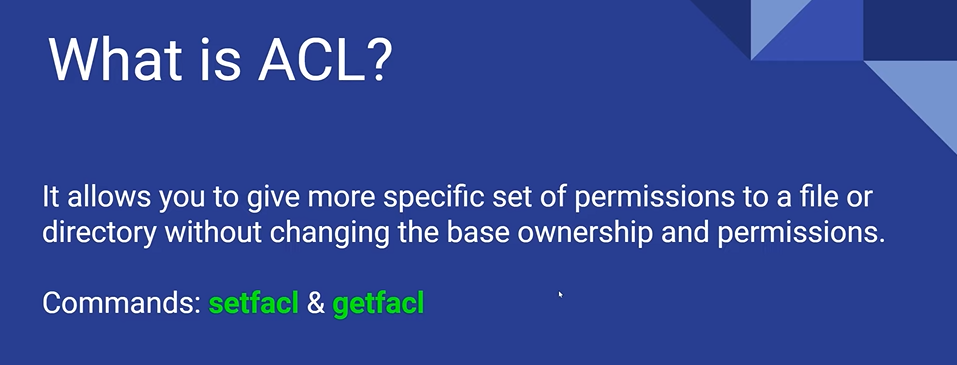 What is ACL?
It allows you to give more specific set of permissions to a file or
directory without changing the base ownership and permissions.
Commands: setfacl & getfacl